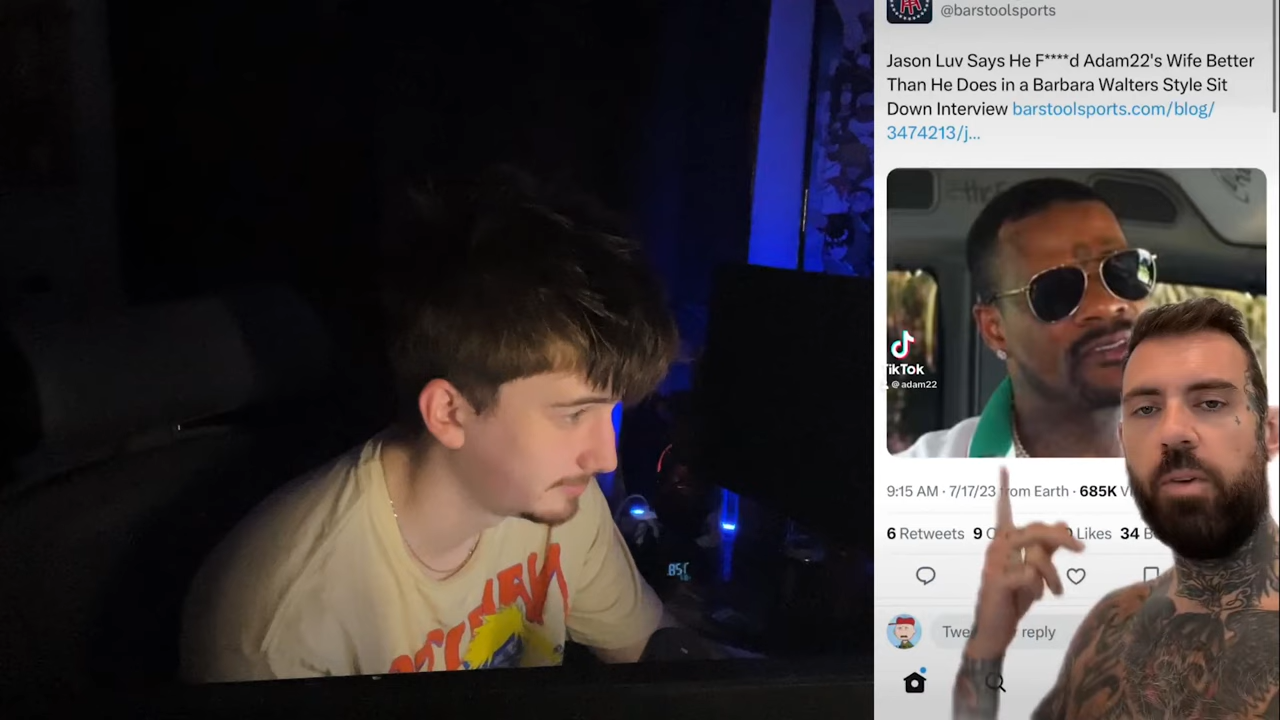 @barstoolsports
Jason Luv Says He F****d Adam22's Wife Better
Than He Does in a Barbara Walters Style Sit
Down Interview barstoolsports.com/blog/
3474213/j...
TikTok
@adam22
9:15 AM · 7/17/23 from Earth · 685K
6 Retweets 9 Likes 34
reply